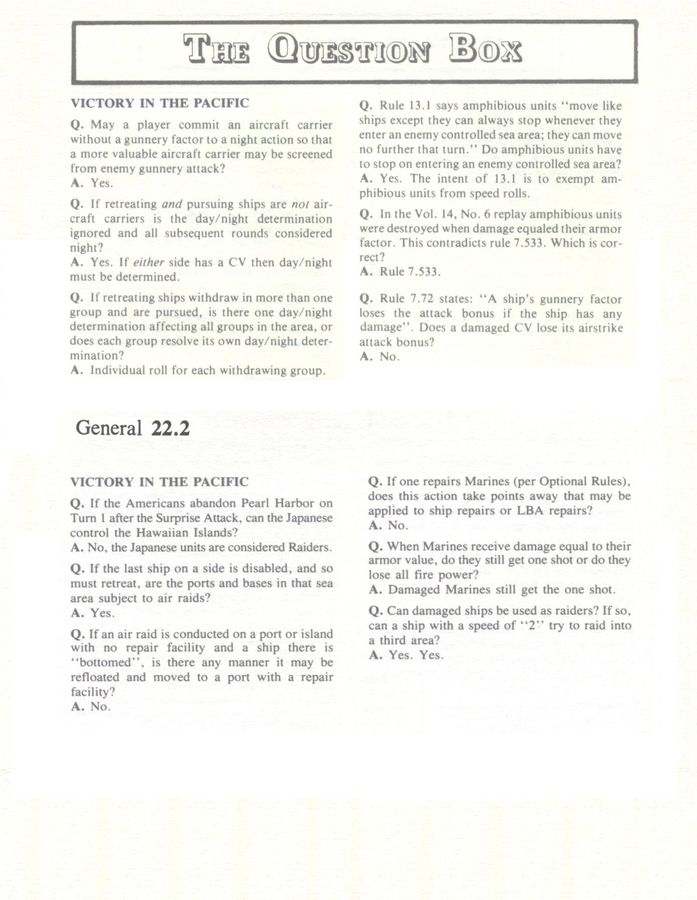 THE QUESTION BOX
VICTORY IN THE PACIFIC
Q. May a player commit an aircraft carrier
without a gunnery factor to a night action so that
a more valuable aircraft carrier may be screened
from enemy gunnery attack?
A. Yes.
Q. If retreating and pursuing ships are not air-
craft carriers is the day/night determination
ignored and all subsequent rounds considered
night?
A. Yes. If either side has a CV then day/night
must be determined.
Q. If retreating ships withdraw in more than one
group and are pursued, is there one day/night
determination affecting all groups in the area, or
does each group resolve its own day/night deter-
mination?
A. Individual roll for each withdrawing group.
Q. Rule 13.1 says amphibious units "move like
ships except they can always stop whenever they
enter an enemy controlled sea area; they can move
no further that turn." Do amphibious units have
to stop on entering an enemy controlled sea area?
A. Yes. The intent of 13.1 is to exempt am-
phibious units from speed rolls.
Q. In the Vol. 14, No. 6 replay amphibious units
were destroyed when damage equaled their armor
factor. This contradicts rule 7.533. Which is cor-
rect?
A. Rule 7.533.
Q. Rule 7.72 states: "A ship's gunnery factor
loses the attack bonus if the ship has any
damage". Does a damaged CV lose its airstrike
attack bonus?
A. No.
General 22.2
VICTORY IN THE PACIFIC
Q. If the Americans abandon Pearl Harbor on
Turn 1 after the Surprise Attack, can the Japanese
control the Hawaiian Islands?
A. No, the Japanese units are considered Raiders.
Q. If the last ship on a side is disabled, and so
must retreat, are the ports and bases in that sea
area subject to air raids?
A. Yes.
Q. If an air raid is conducted on a port or island
with no repair facility and a ship there is
"bottomed", is there any manner it may be
refloated and moved to a port with a repair
facility?
A. No.
Q. If one repairs Marines (per Optional Rules),
does this action take points away that may be
applied to ship repairs or LBA repairs?
A. No.
Q. When Marines receive damage equal to their
armor value, do they still get one shot or do they
lose all fire power?
A. Damaged Marines still get the one shot.
Q. Can damaged ships be used as raiders? If so,
can a ship with a speed of "2" try to raid into
a third area?
A. Yes. Yes.